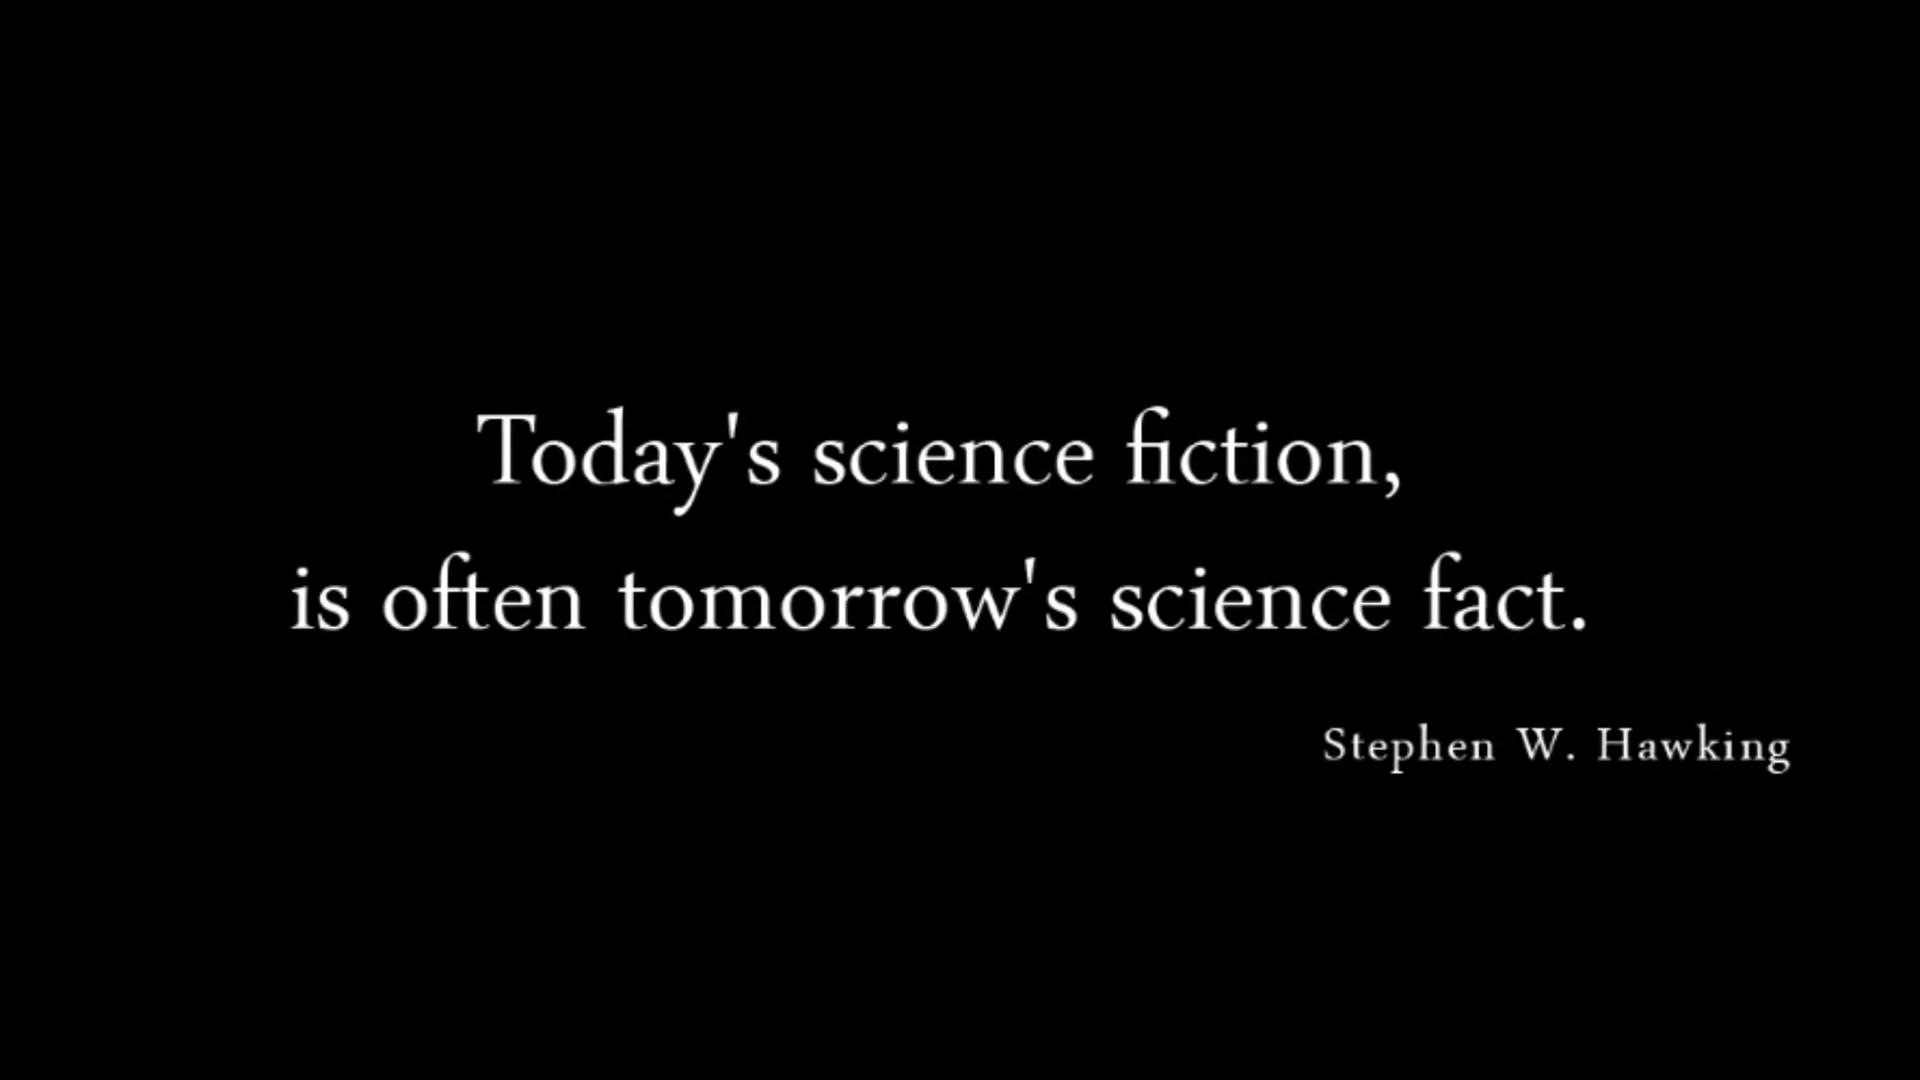 Today's science fiction,
is often tomorrow's science fact.
Stephen W. Hawking